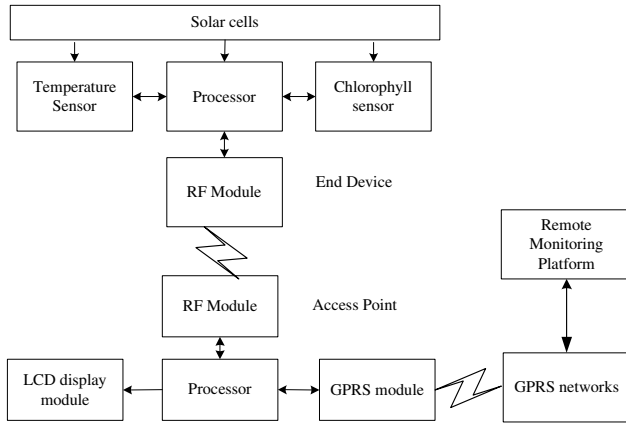 Solar cells
Temperature
Sensor
Processor
Chlorophyll
sensor
RF Module
End Device
Remote
Monitoring
Platform
RF Module
Access Point
LCD display
module
Processor
GPRS module
GPRS networks